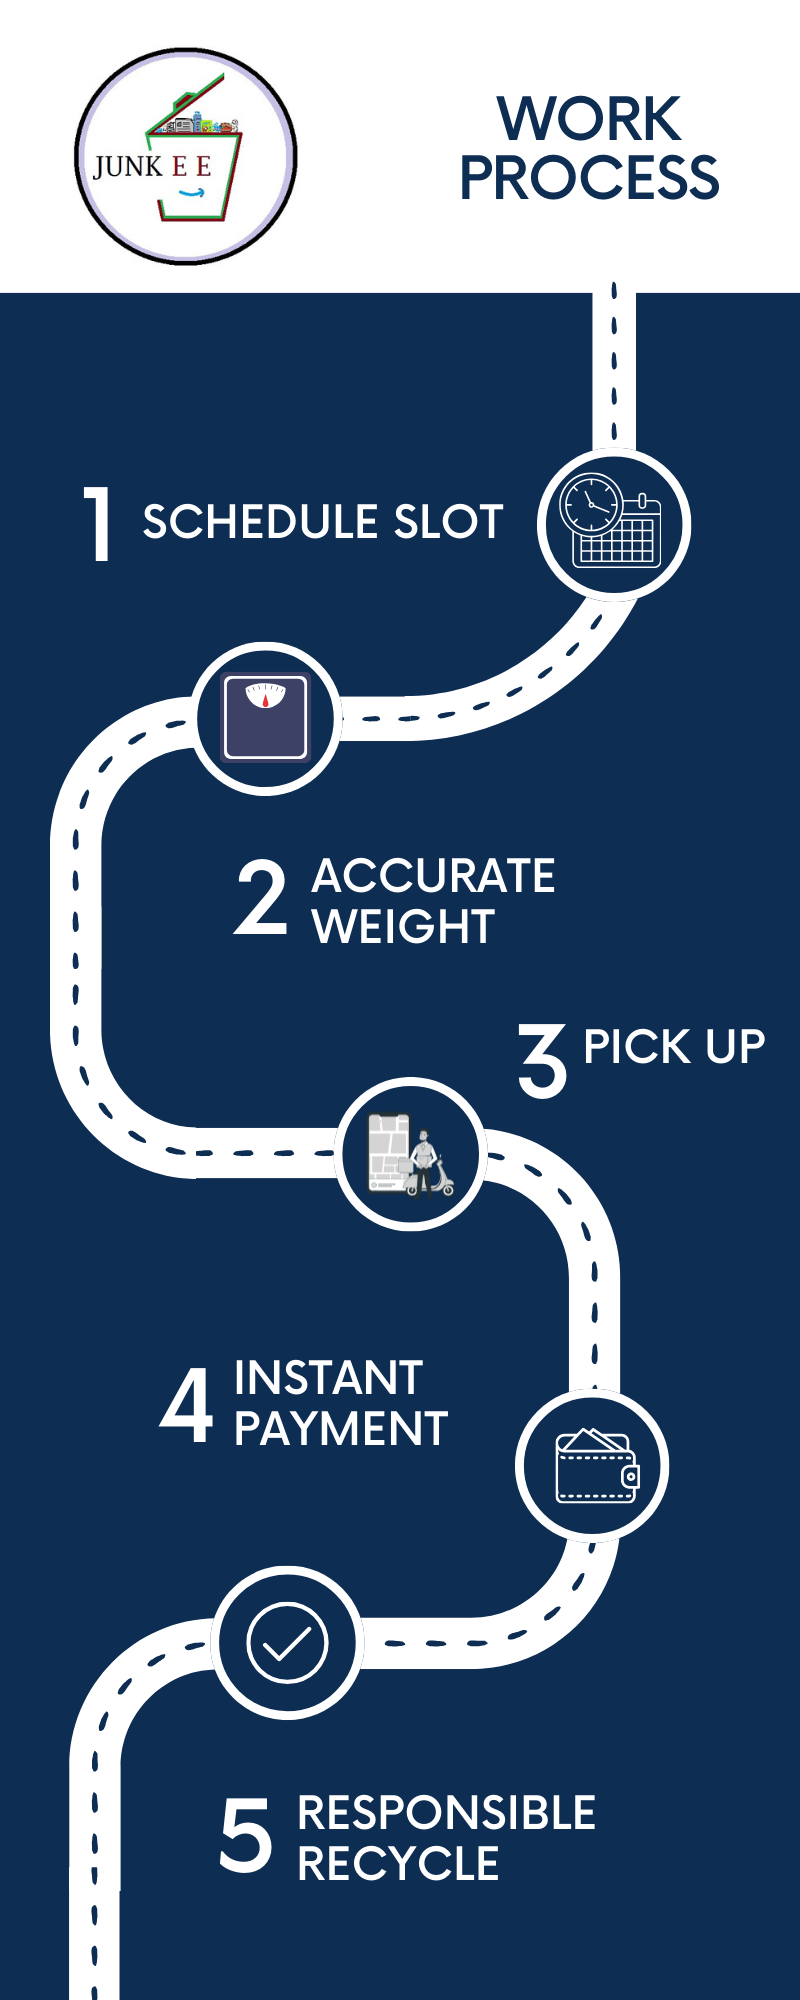 JUNK E E
WORK
PROCESS
1 SCHEDULE SLOT
2 ACCURATE
WEIGHT
3 PICK UP
4 INSTANT
PAYMENT
5 RESPONSIBLE
RECYCLE